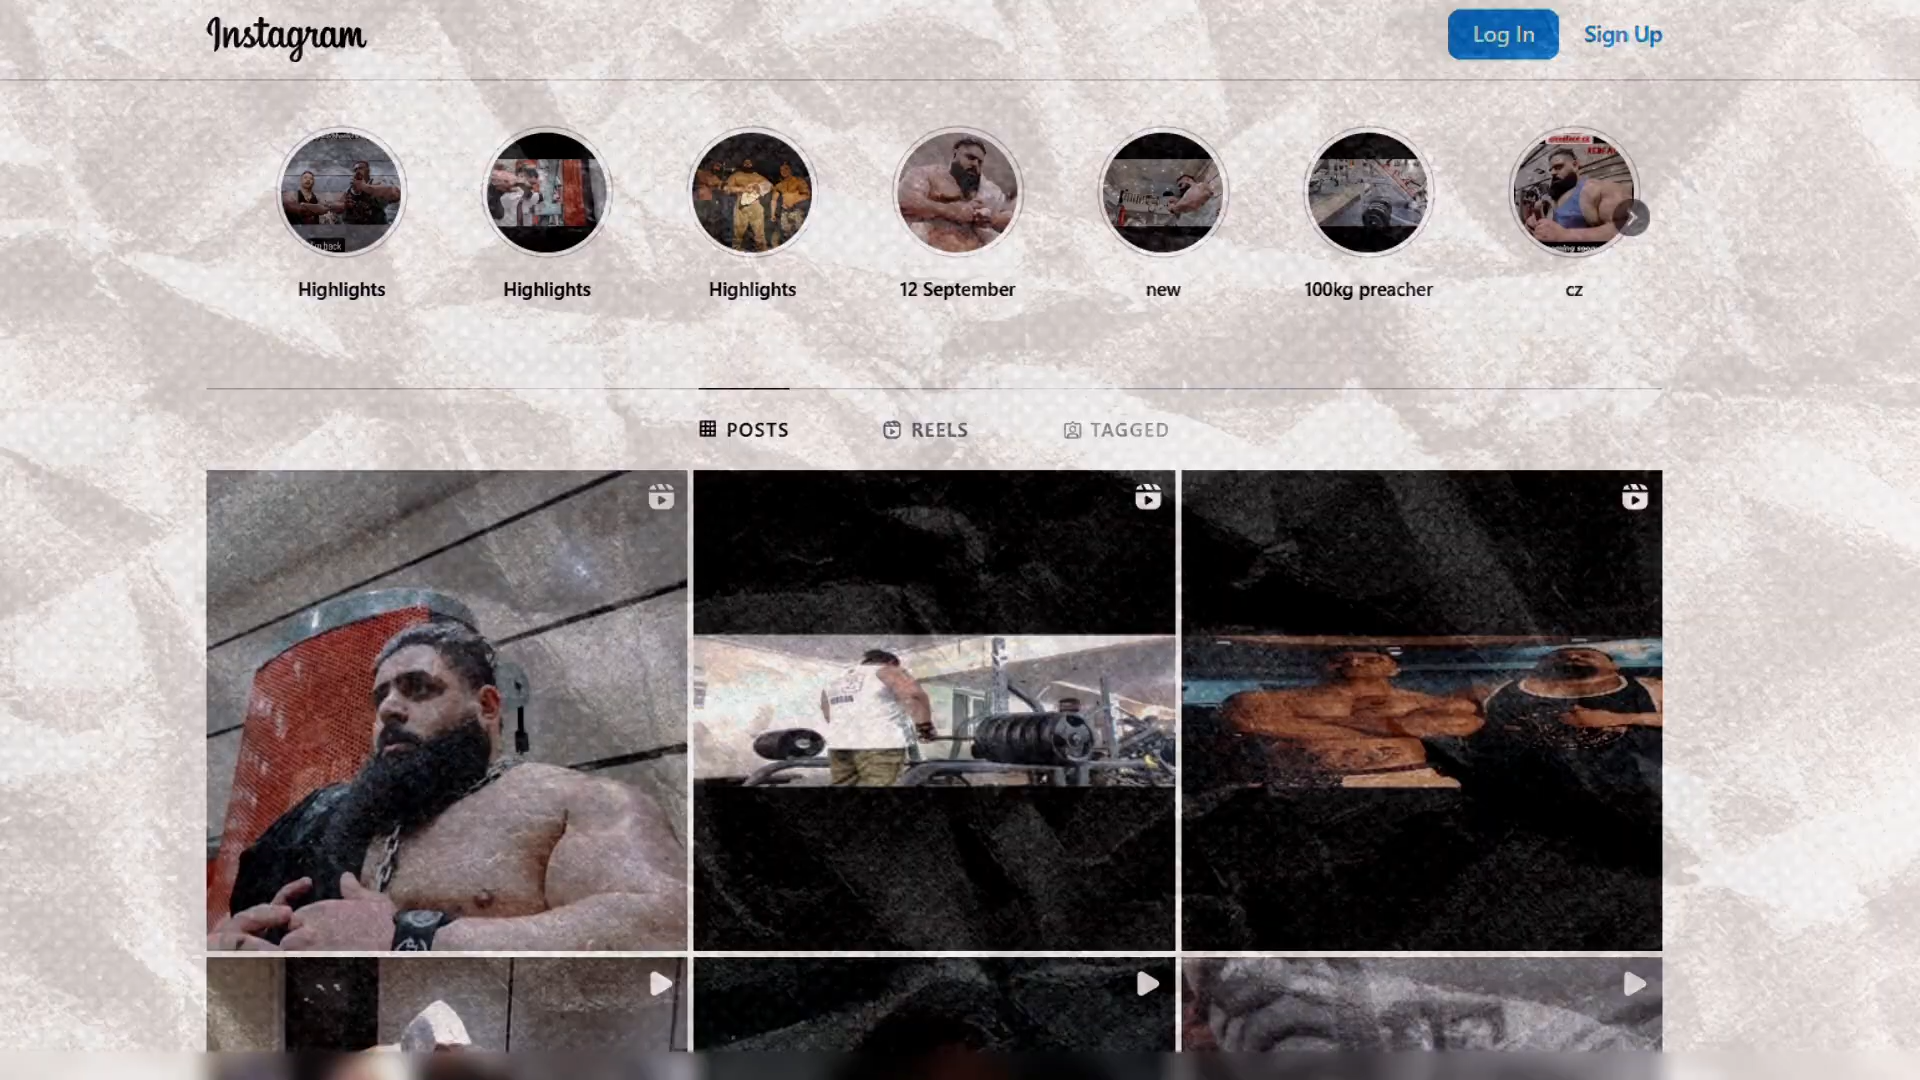 Instagram
Log In
Sign Up
Highlights
Highlights
Highlights
12 September
new
100kg preacher
cz
POSTS
REELS
TAGGED